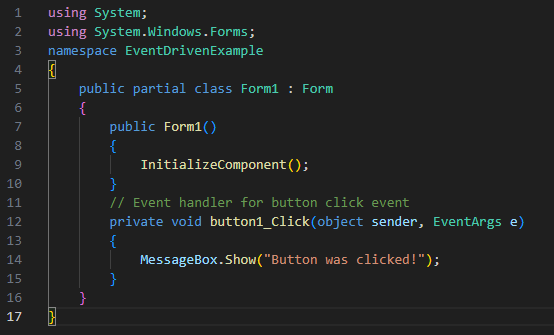 1 using System;
2 using System.Windows.Forms;
3 namespace EventDrivenExample
4 {
5     public partial class Form1 : Form
6     {
7         public Form1()
8         {
9             InitializeComponent();
10         }
11         // Event handler for button click event
12         private void button1_Click(object sender, EventArgs e)
13         {
14             MessageBox.Show("Button was clicked!");
15         }
16     }
17 }